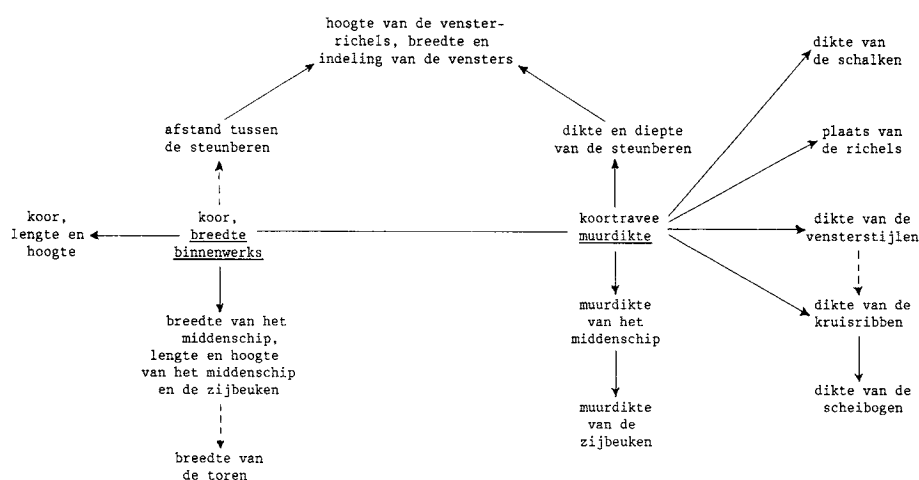 hoogte van de venster-
richels, breedte en
indeling van de vensters
dikte van
de schalken
afstand tussen
de steunberen
dikte en diepte
van de steunberen
plaats van
de richels
koor,
lengte en
hoogte
koor,
breedte
binnenwerks
koortravee
muurdikte
dikte van de
vensterstijlen
breedte van het
middenschip,
lengte en hoogte
van het middenschip
en de zijbeuken
muurdikte
van het
middenschip
dikte van de
kruisribben
muurdikte
van de
zijbeuken
dikte van de
scheibogen
breedte van
de toren